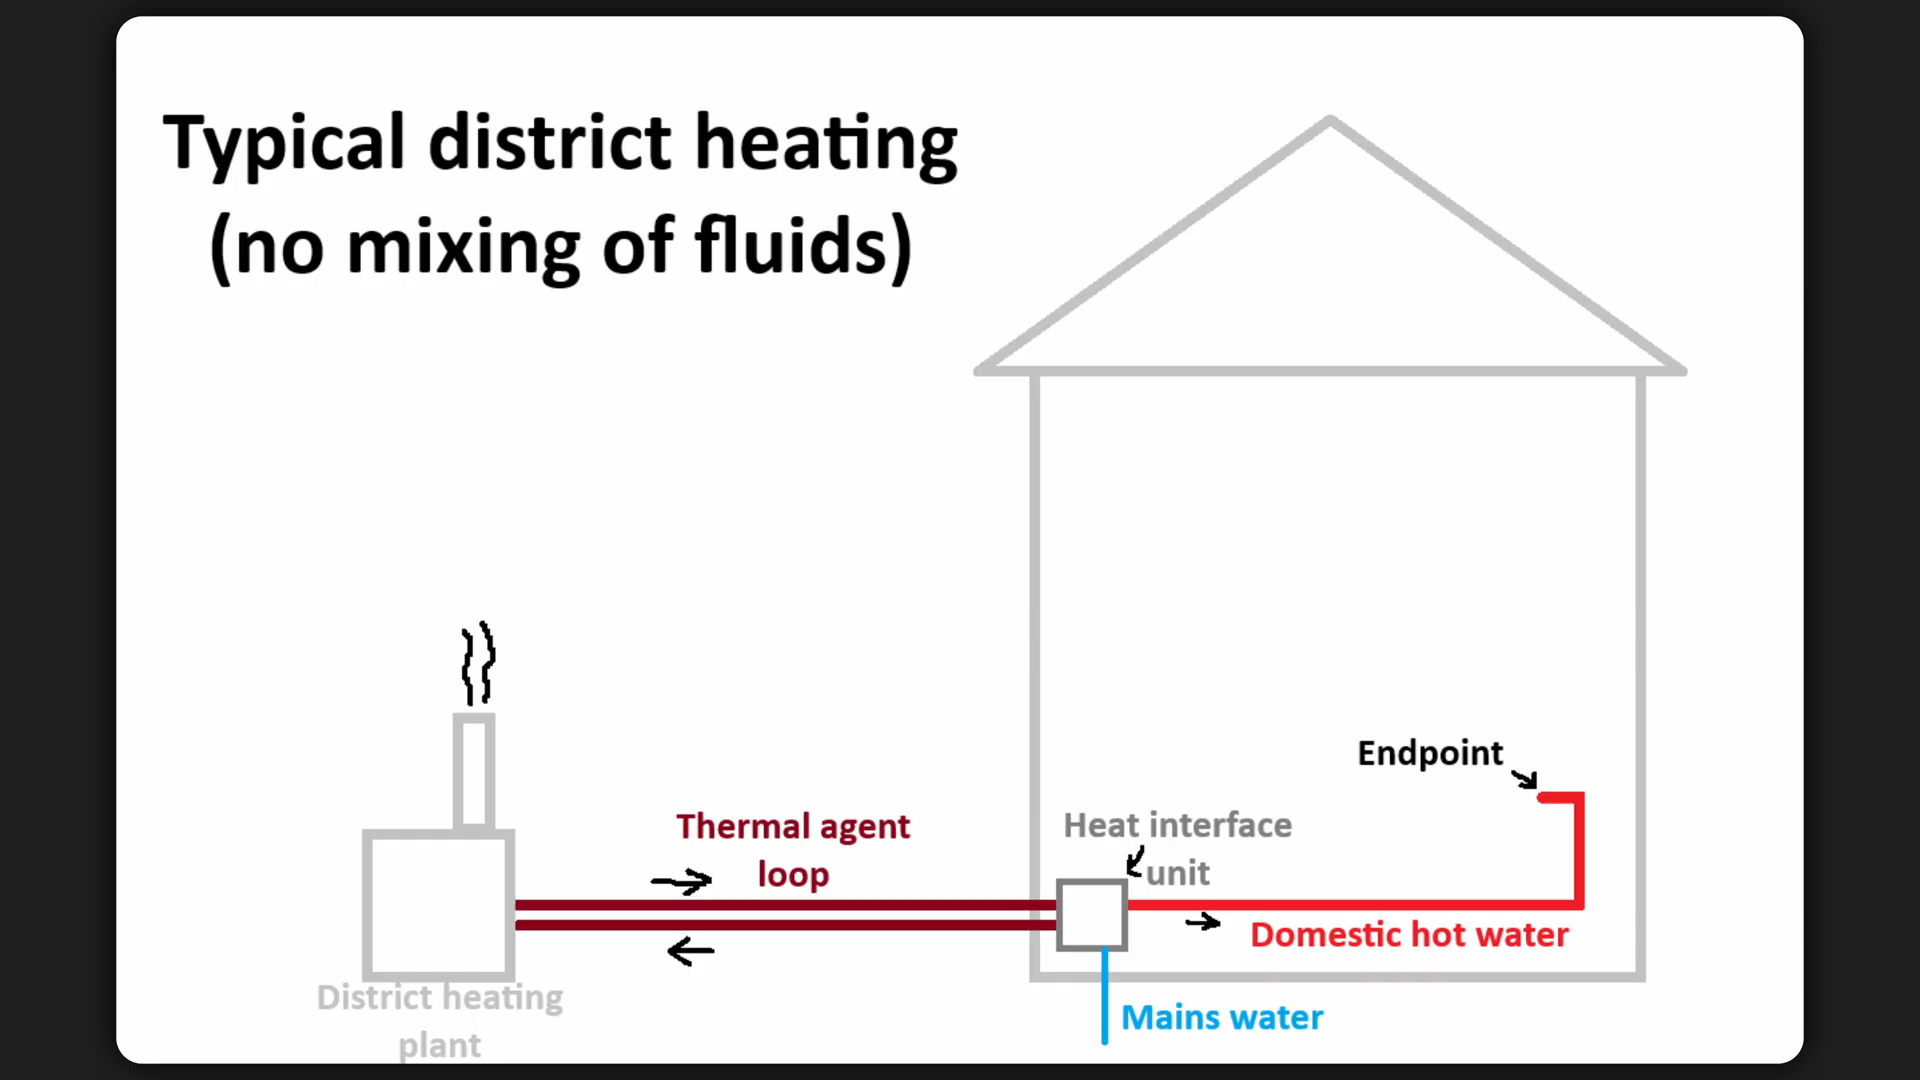 Typical district heating
(no mixing of fluids)
Endpoint
Thermal agent
loop
Heat interface
unit
Domestic hot water
District heating
plant
Mains water